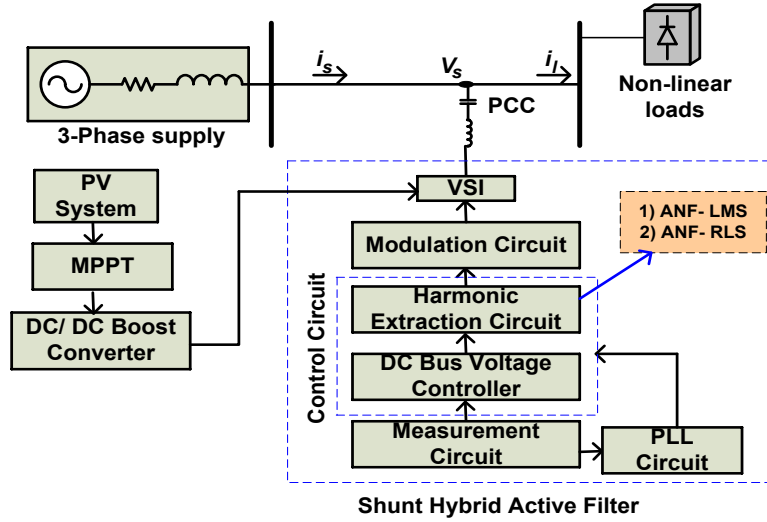 i_s
V_s
i_l
PCC
Non-linear
loads
3-Phase supply
PV
System
MPPT
DC/ DC Boost
Converter
VSI
Modulation Circuit
Harmonic
Extraction Circuit
DC Bus Voltage
Controller
Measurement
Circuit
PLL
Circuit
Control Circuit
1) ANF- LMS
2) ANF- RLS
Shunt Hybrid Active Filter